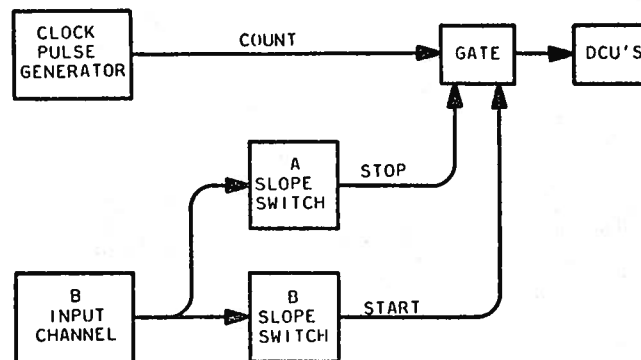 CLOCK
PULSE
GENERATOR
COUNT
GATE
DCU'S
A
SLOPE
SWITCH
STOP
B
INPUT
CHANNEL
B
SLOPE
SWITCH
START